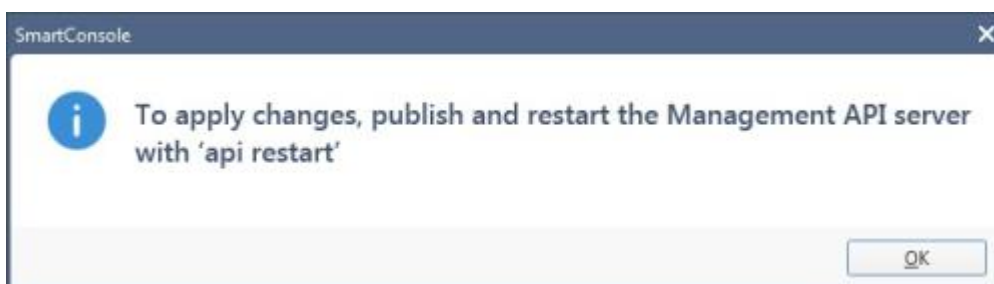 SmartConsole
To apply changes, publish and restart the Management API server
with ‘api restart’
OK